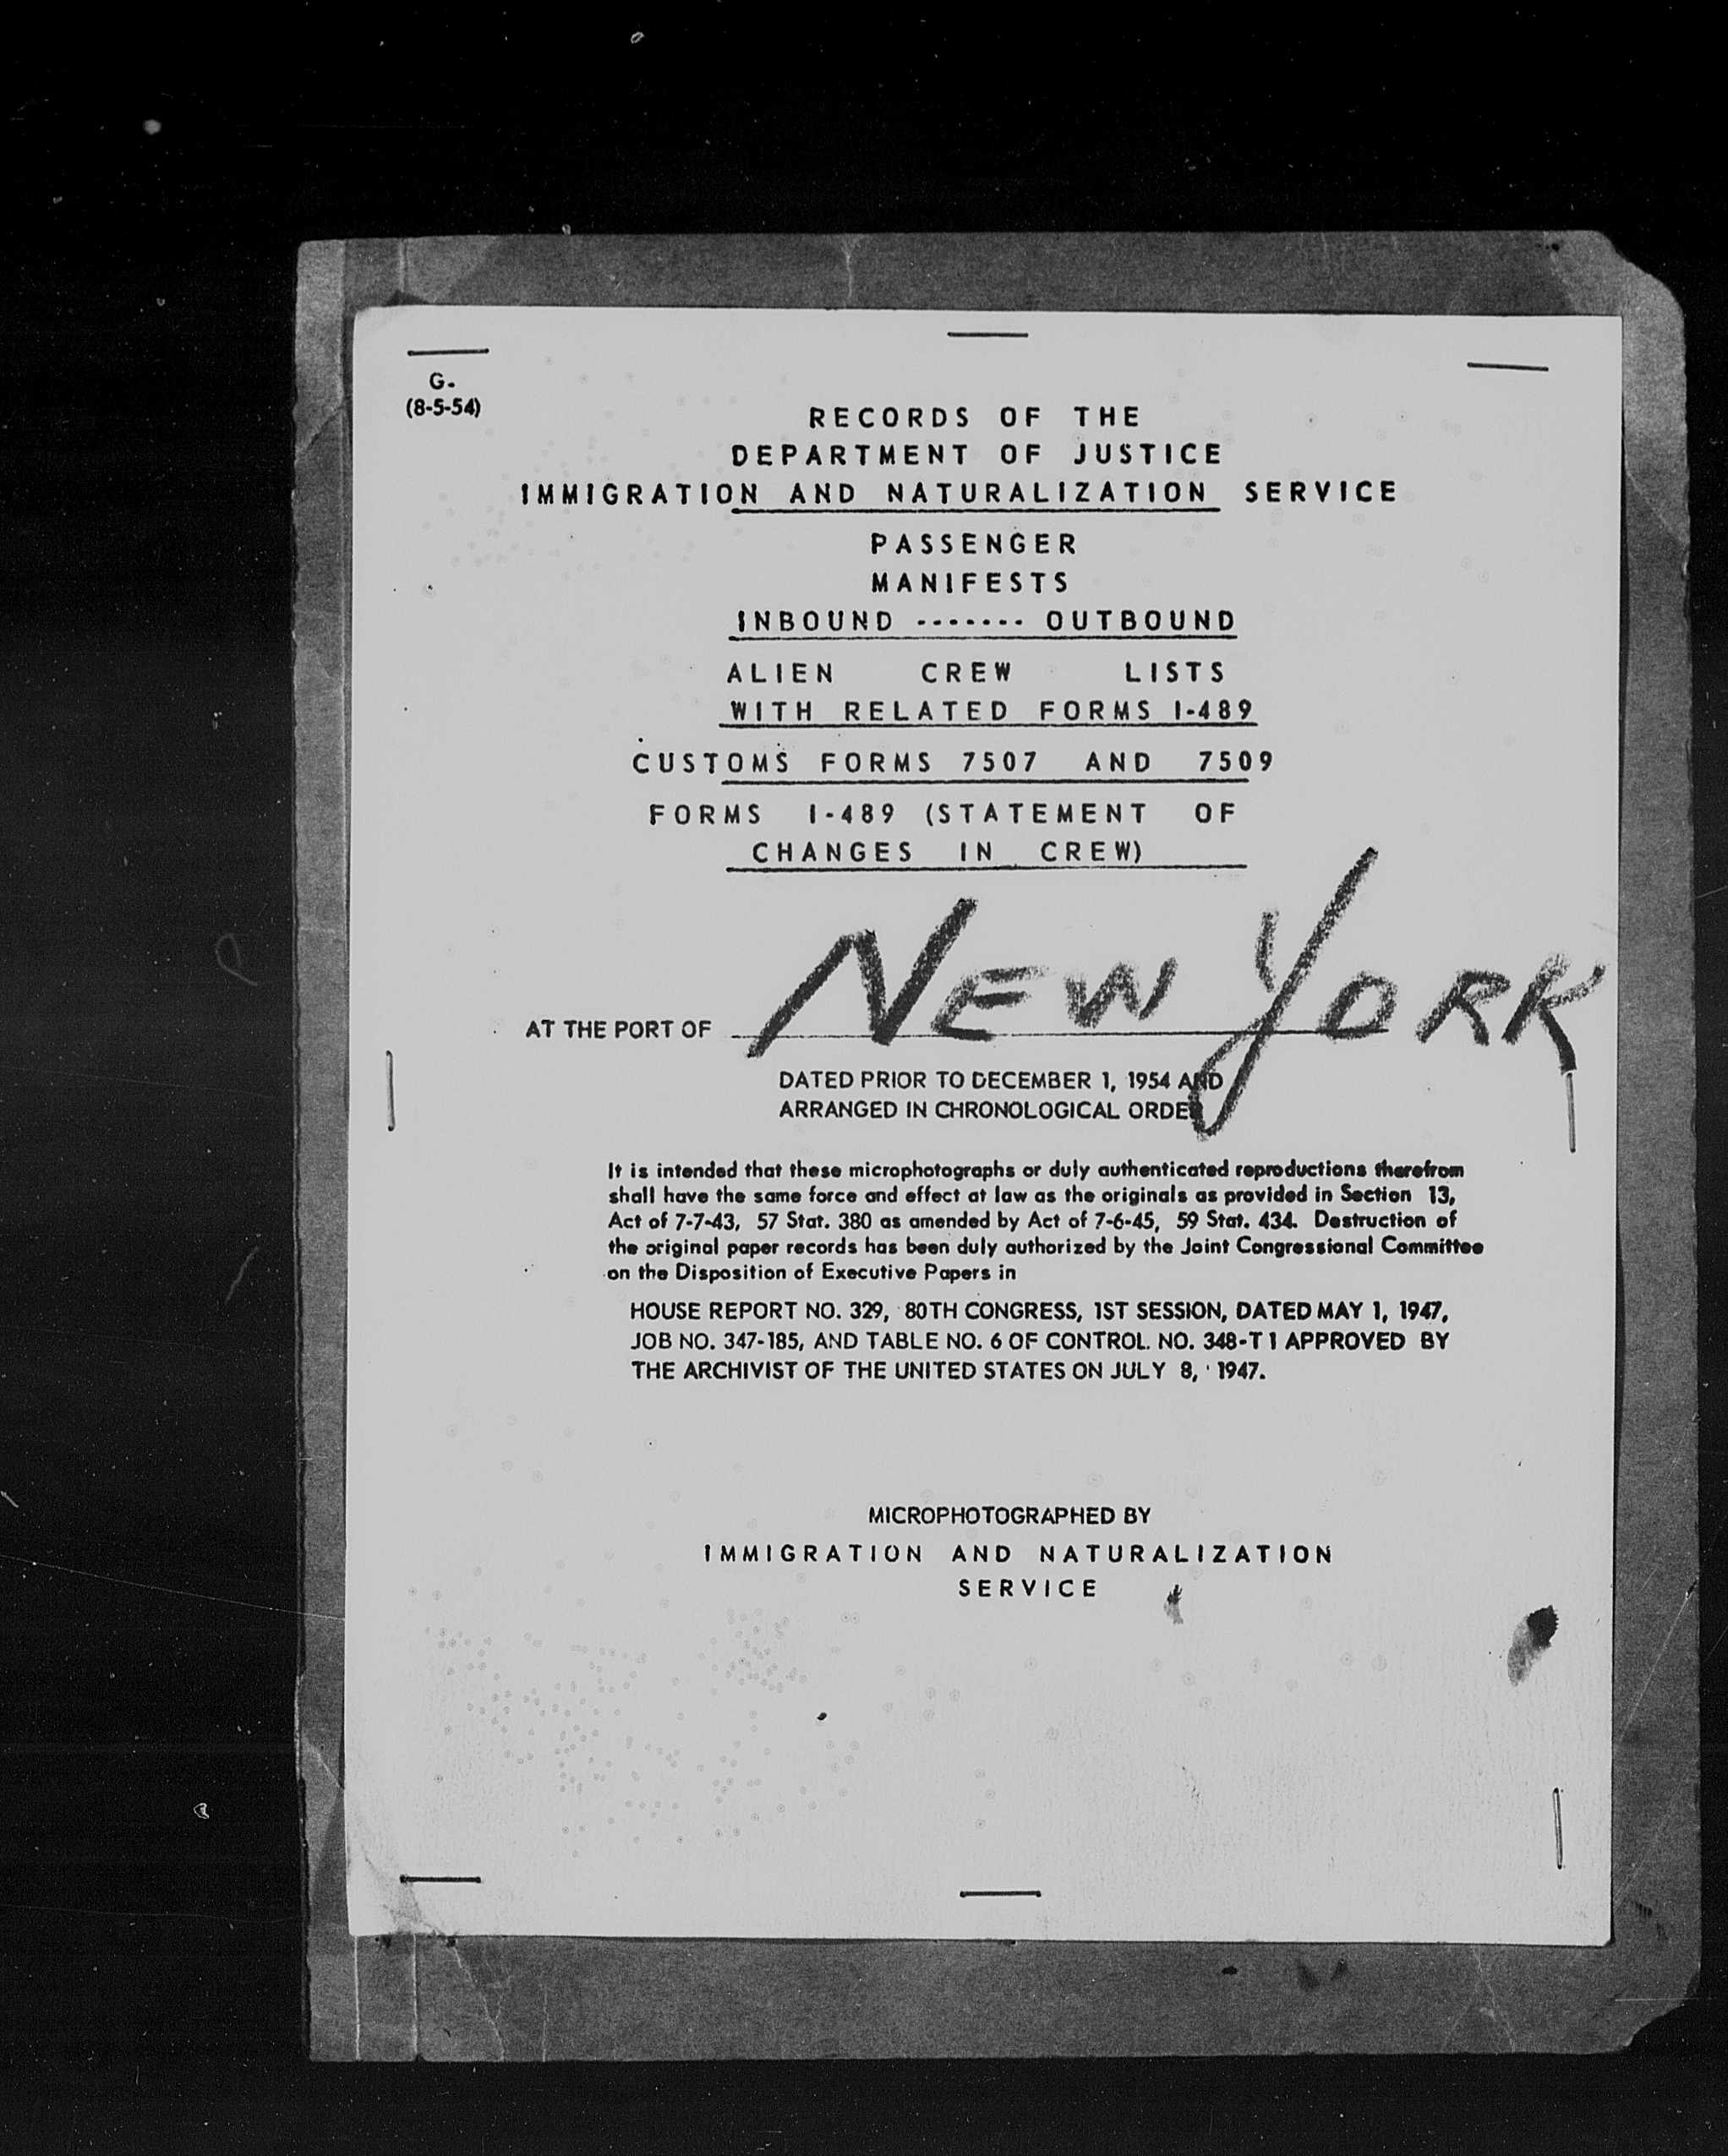 G-
(8-5-54)
RECORDS OF THE
DEPARTMENT OF JUSTICE
IMMIGRATION AND NATURALIZATION SERVICE
PASSENGER
MANIFESTS
INBOUND ------- OUTBOUND
ALIEN CREW LISTS
WITH RELATED FORMS I-489
CUSTOMS FORMS 7507 AND 7509
FORMS I-489 (STATEMENT OF
CHANGES IN CREW)
AT THE PORT OF NEW YORK
DATED PRIOR TO DECEMBER 1, 1954 AND
ARRANGED IN CHRONOLOGICAL ORDER
It is intended that these microphotographs or duly authenticated reproductions therefrom
shall have the same force and effect at law as the originals as provided in Section 13,
Act of 7-7-43, 57 Stat. 380 as amended by Act of 7-6-45, 59 Stat. 434. Destruction of
the original paper records has been duly authorized by the Joint Congressional Committee
on the Disposition of Executive Papers in
HOUSE REPORT NO. 329, 80TH CONGRESS, 1ST SESSION, DATED MAY 1, 1947,
JOB NO. 347-185, AND TABLE NO. 6 OF CONTROL NO. 348-T1 APPROVED BY
THE ARCHIVIST OF THE UNITED STATES ON JULY 8, 1947.
MICROPHOTOGRAPHED BY
IMMIGRATION AND NATURALIZATION
SERVICE